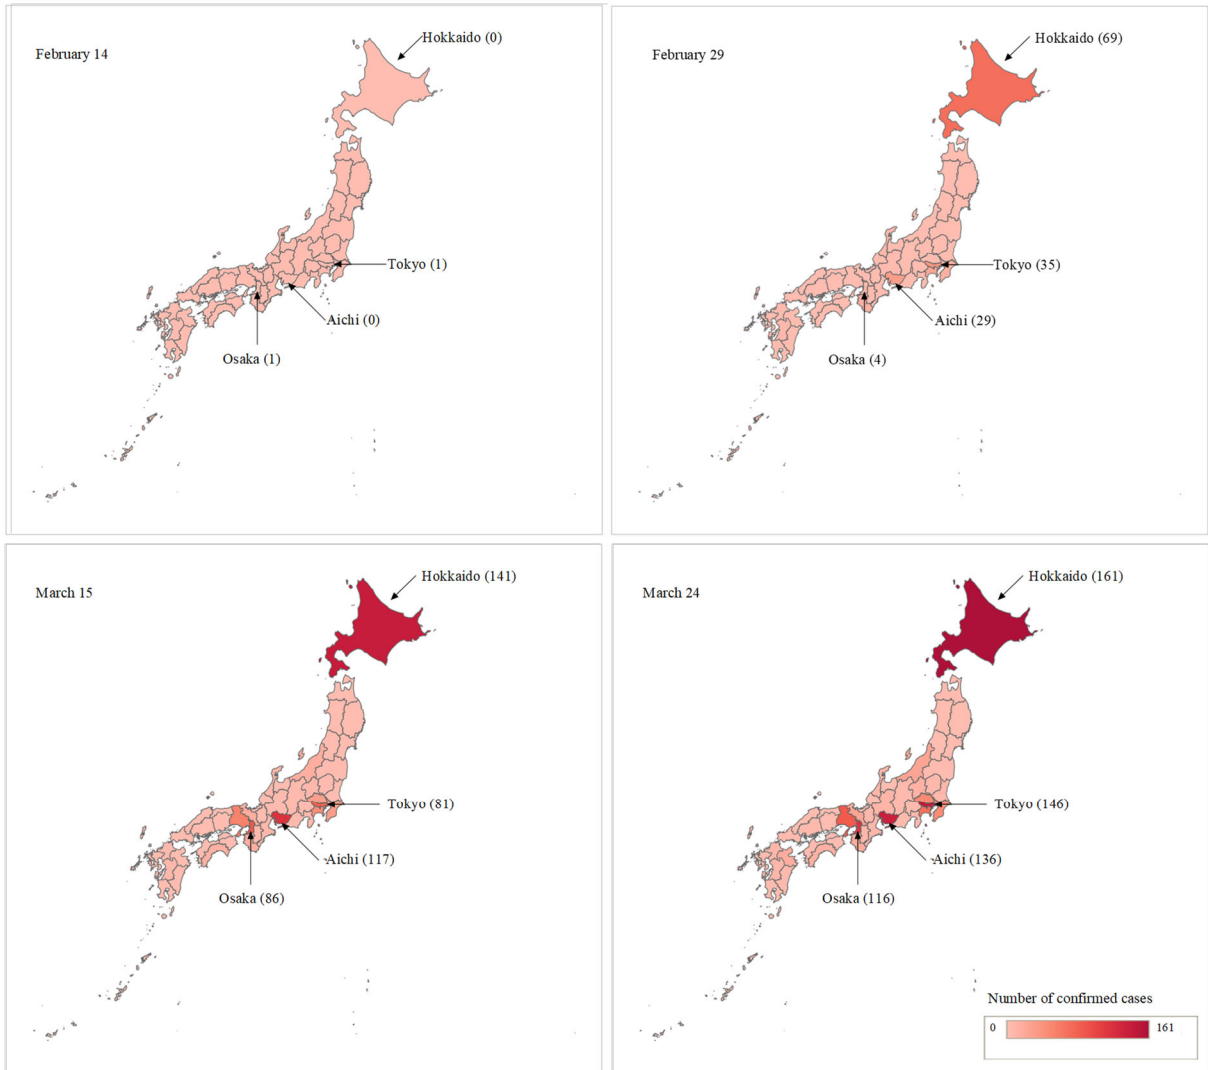 February 14
Hokkaido (0)
Tokyo (1)
Aichi (0)
Osaka (1)
February 29
Hokkaido (69)
Tokyo (35)
Aichi (29)
Osaka (4)
March 15
Hokkaido (141)
Tokyo (81)
Aichi (117)
Osaka (86)
March 24
Hokkaido (161)
Tokyo (146)
Aichi (136)
Osaka (116)
Number of confirmed cases
0 161